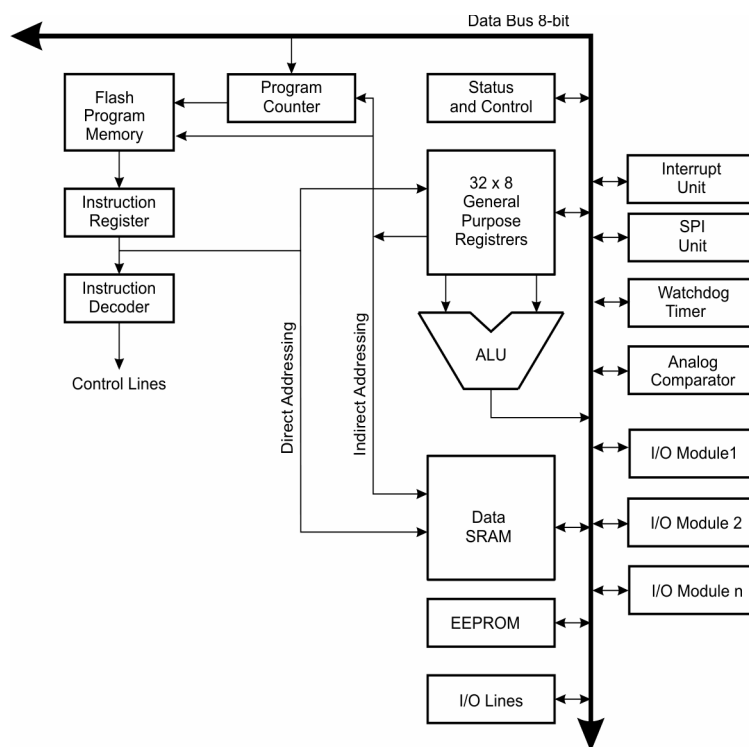 Data Bus 8-bit
Flash
Program
Memory
Program
Counter
Status
and Control
32 x 8
General
Purpose
Registrers
Interrupt
Unit
Instruction
Register
SPI
Unit
Instruction
Decoder
Watchdog
Timer
Control Lines
Direct Addressing
Indirect Addressing
ALU
Analog
Comparator
I/O Module1
Data
SRAM
I/O Module 2
I/O Module n
EEPROM
I/O Lines